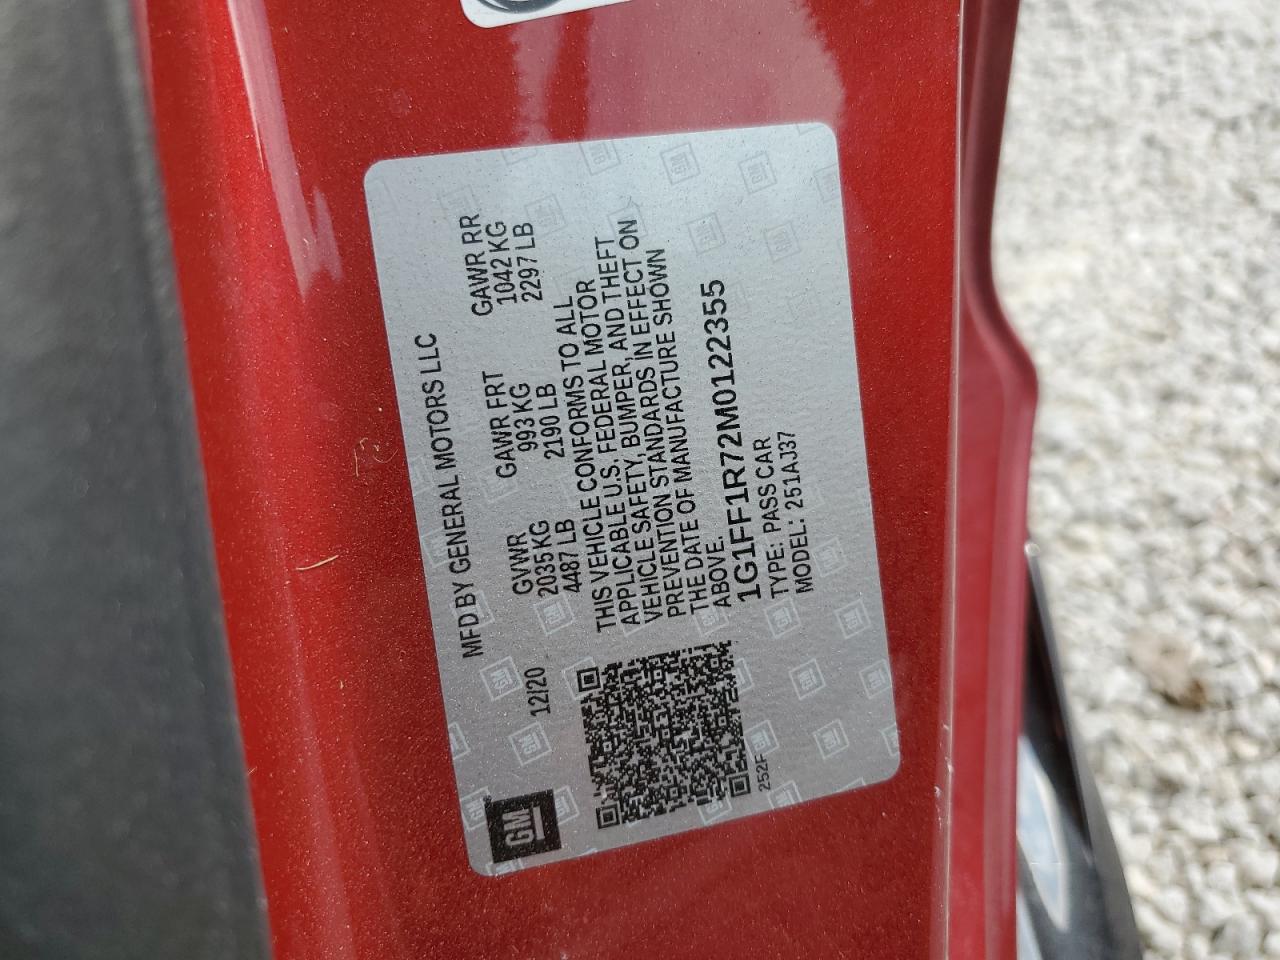 GM
12/20
MFD BY GENERAL MOTORS LLC
GVWR GAWR FRT GAWR RR
2035 KG 993 KG 1042 KG
4487 LB 2190 LB 2297 LB
THIS VEHICLE CONFORMS TO ALL
APPLICABLE U.S. FEDERAL MOTOR
VEHICLE SAFETY, BUMPER, AND THEFT
PREVENTION STANDARDS IN EFFECT ON
THE DATE OF MANUFACTURE SHOWN
ABOVE.
1G1FF1R72M0122355
TYPE: PASS CAR
MODEL: 251AJ37
252F